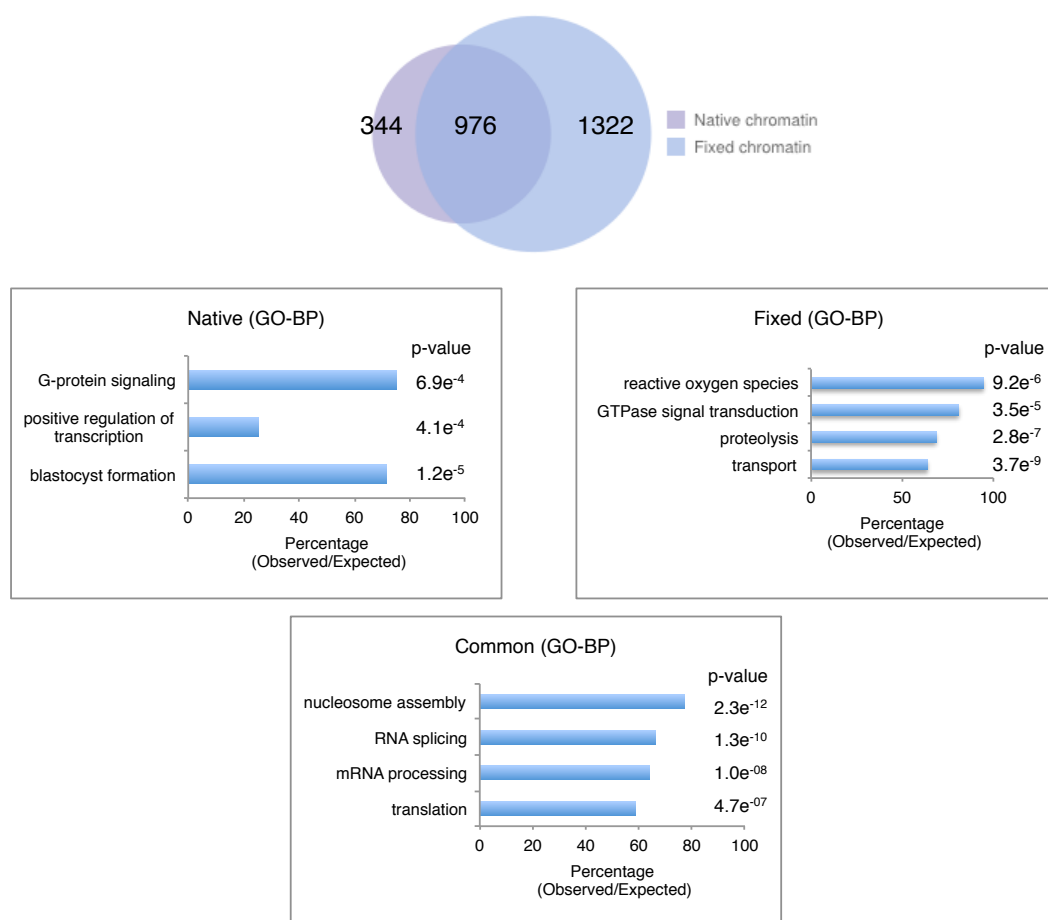 344 976 1322
Native chromatin
Fixed chromatin
Native (GO-BP)
p-value
G-protein signaling 6.9e-4
positive regulation of
transcription 4.1e-4
blastocyst formation 1.2e-5
0 20 40 60 80 100
Percentage
(Observed/Expected)
Fixed (GO-BP)
p-value
reactive oxygen species 9.2e-6
GTPase signal transduction 3.5e-5
proteolysis 2.8e-7
transport 3.7e-9
0 50 100
Percentage
(Observed/Expected)
Common (GO-BP)
p-value
nucleosome assembly 2.3e-12
RNA splicing 1.3e-10
mRNA processing 1.0e-08
translation 4.7e-07
0 20 40 60 80 100
Percentage
(Observed/Expected)